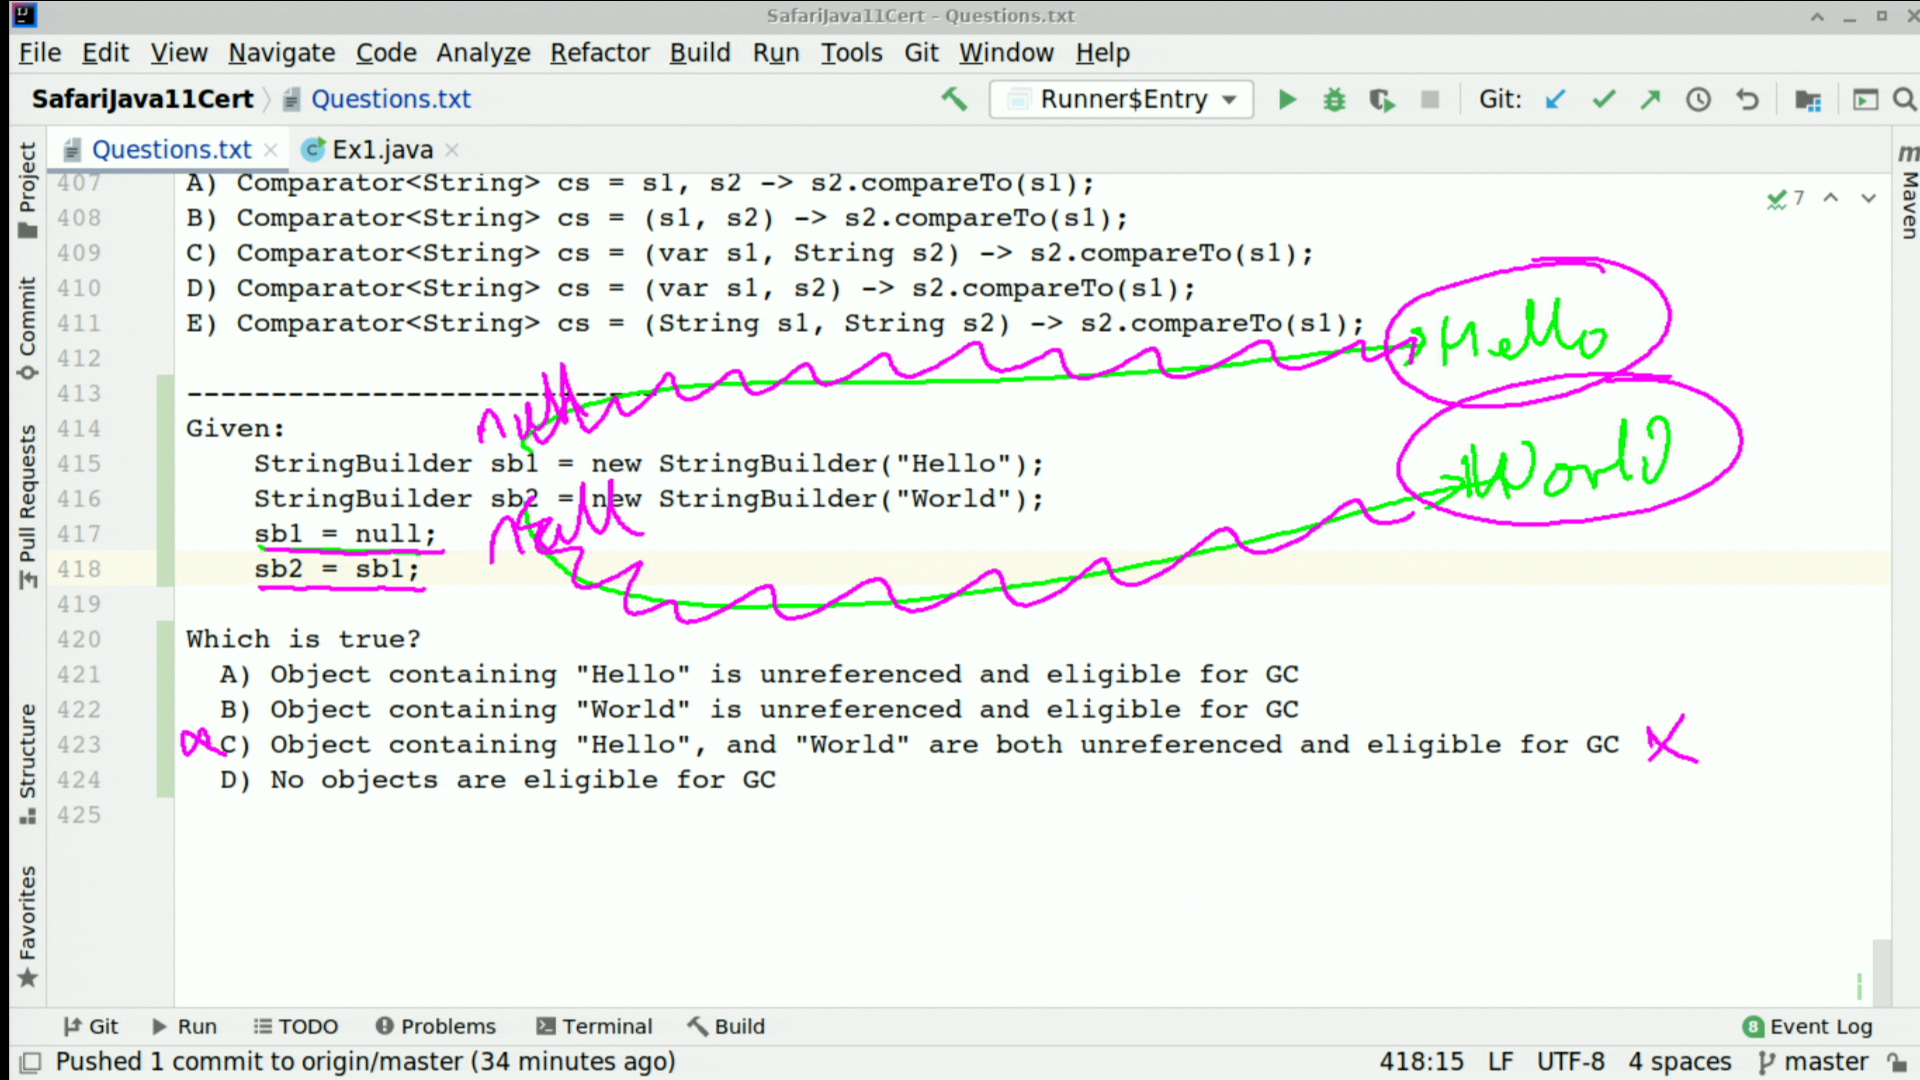 SafariJava11Cert – Questions.txt
File Edit View Navigate Code Analyze Refactor Build Run Tools Git Window Help
SafariJava11Cert Questions.txt Runner$Entry Git:
Questions.txt Ex1.java
Project
Commit
Pull Requests
Structure
Favorites
m Maven
7
407 A) Comparator<String> cs = s1, s2 -> s2.compareTo(s1);
408 B) Comparator<String> cs = (s1, s2) -> s2.compareTo(s1);
409 C) Comparator<String> cs = (var s1, String s2) -> s2.compareTo(s1);
410 D) Comparator<String> cs = (var s1, s2) -> s2.compareTo(s1);
411 E) Comparator<String> cs = (String s1, String s2) -> s2.compareTo(s1);
Hello
412
413 --------------------------
null
414 Given:
World
415 StringBuilder sb1 = new StringBuilder("Hello");
416 StringBuilder sb2 = new StringBuilder("World");
null
417 sb1 = null;
418 sb2 = sb1;
419
420 Which is true?
421 A) Object containing "Hello" is unreferenced and eligible for GC
422 B) Object containing "World" is unreferenced and eligible for GC
423 C) Object containing "Hello", and "World" are both unreferenced and eligible for GC
424 D) No objects are eligible for GC
425
Git Run TODO Problems Terminal Build 8 Event Log
Pushed 1 commit to origin/master (34 minutes ago) 418:15 LF UTF-8 4 spaces master